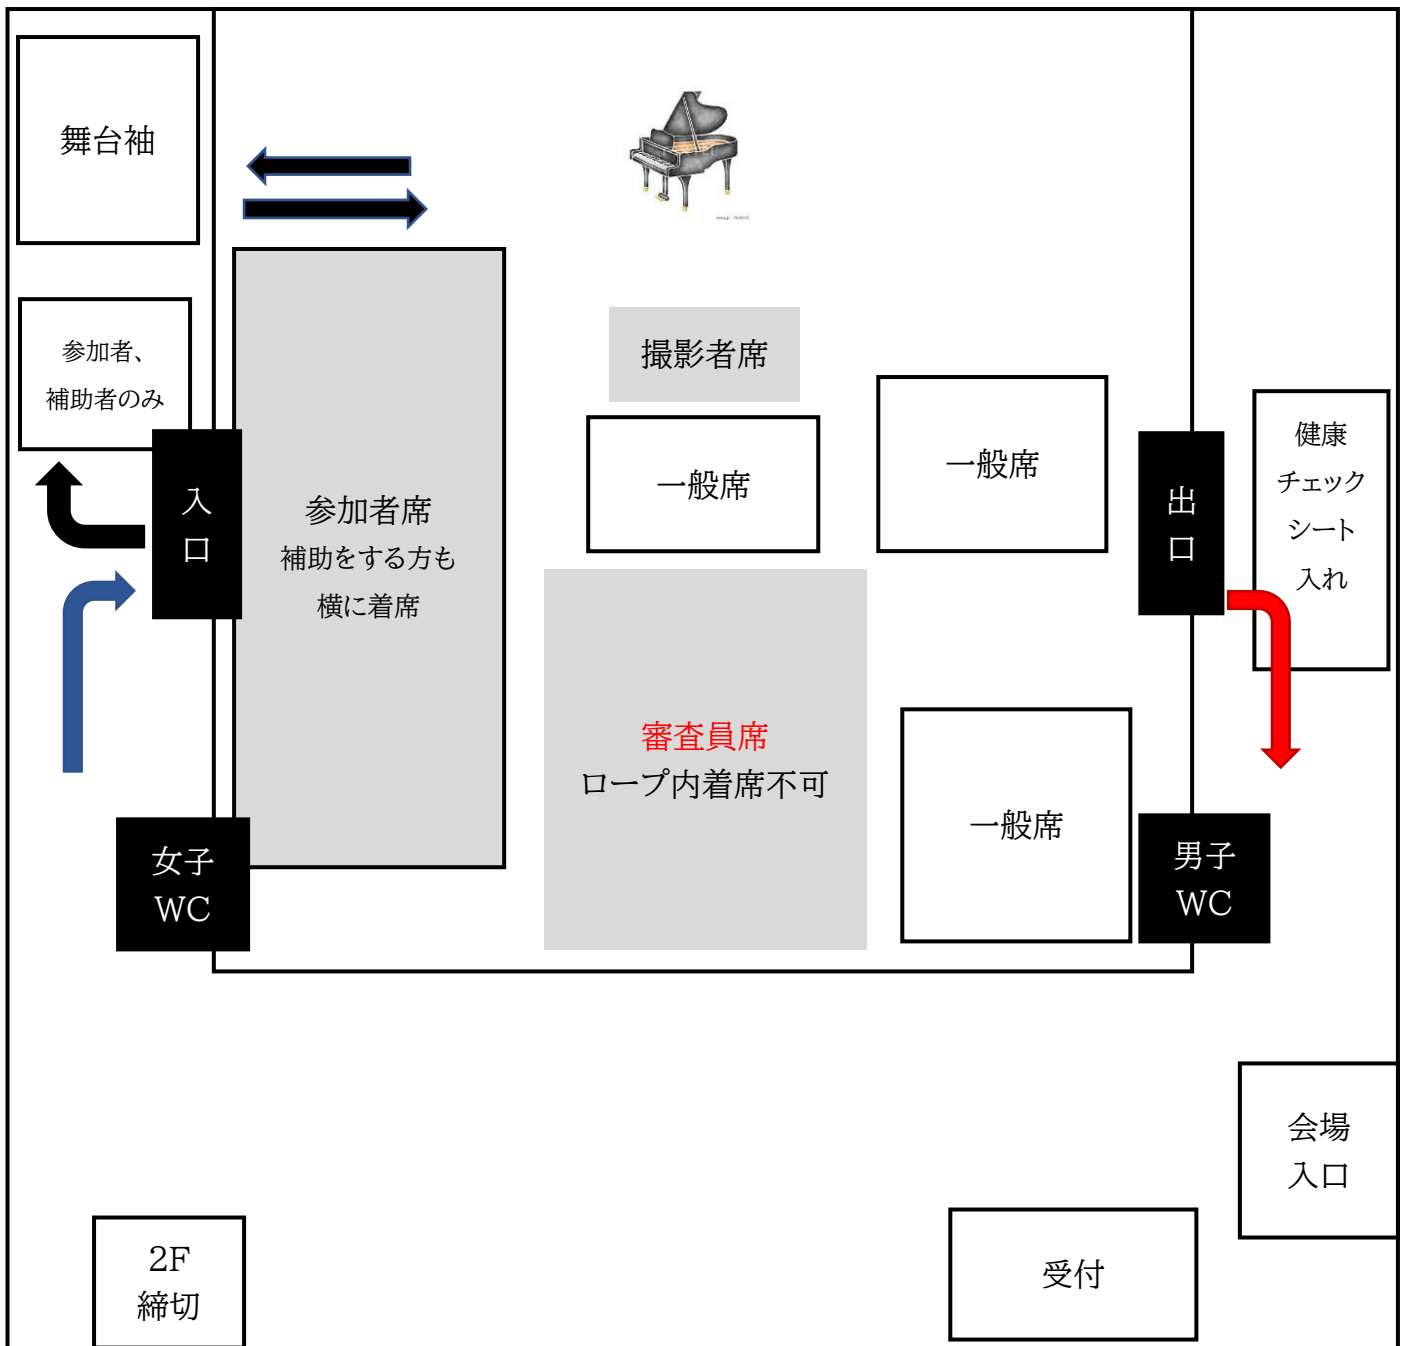 舞台袖
参加者、
補助者のみ
撮影者席
一般席
一般席
健康
チェック
シート
入れ
入
口
参加者席
補助をする方も
横に着席
出
口
審査員席
ロープ内着席不可
一般席
女子
WC
男子
WC
会場
入口
2F
締切
受付